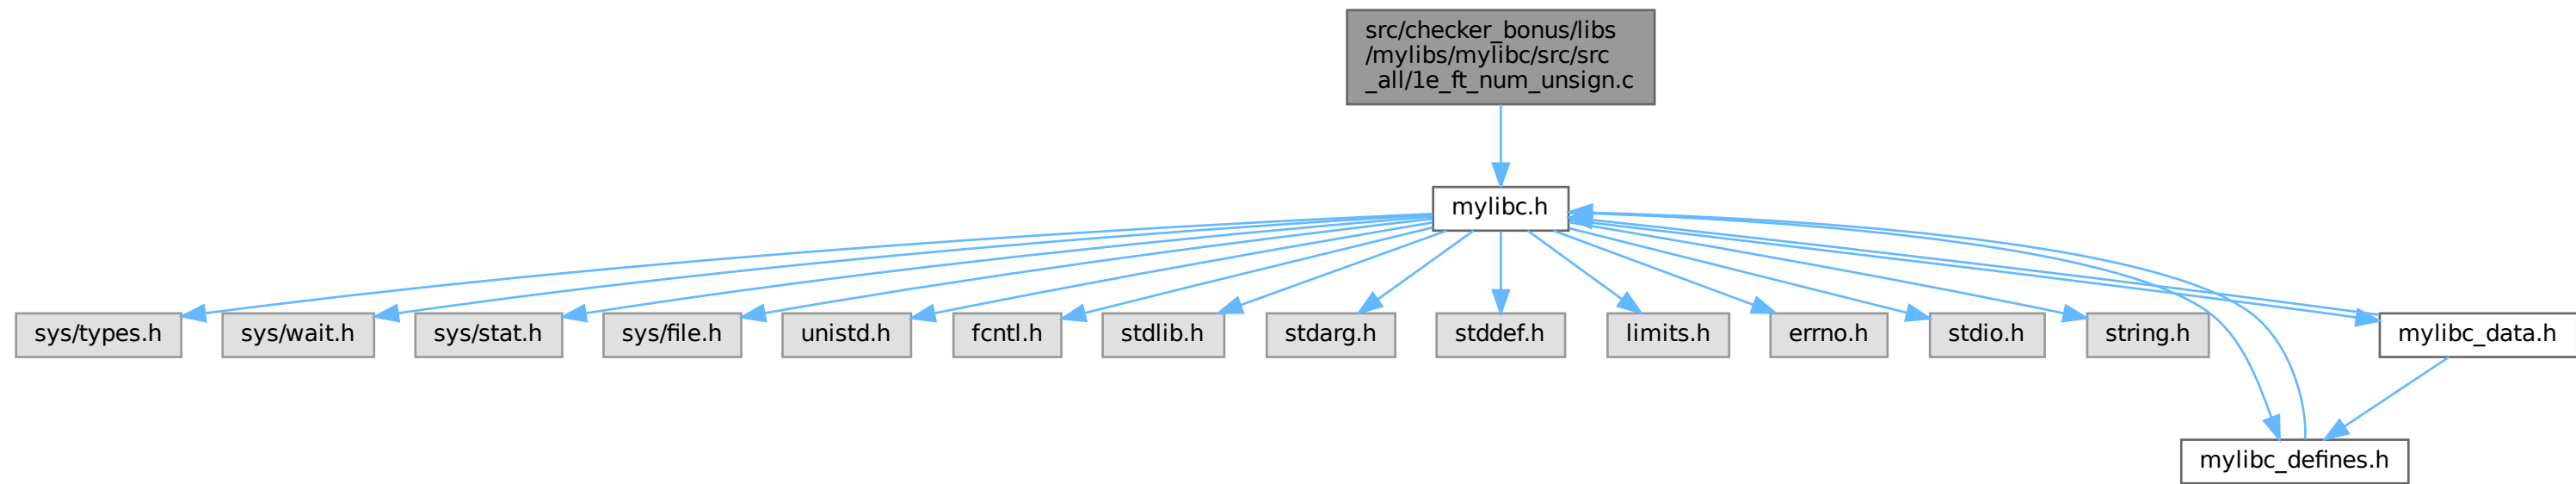 src/checker_bonus/libs
/mylibs/mylibc/src/src
_all/1e_ft_num_unsign.c
mylibc.h
sys/types.h
sys/wait.h
sys/stat.h
sys/file.h
unistd.h
fcntl.h
stdlib.h
stdarg.h
stddef.h
limits.h
errno.h
stdio.h
string.h
mylibc_data.h
mylibc_defines.h